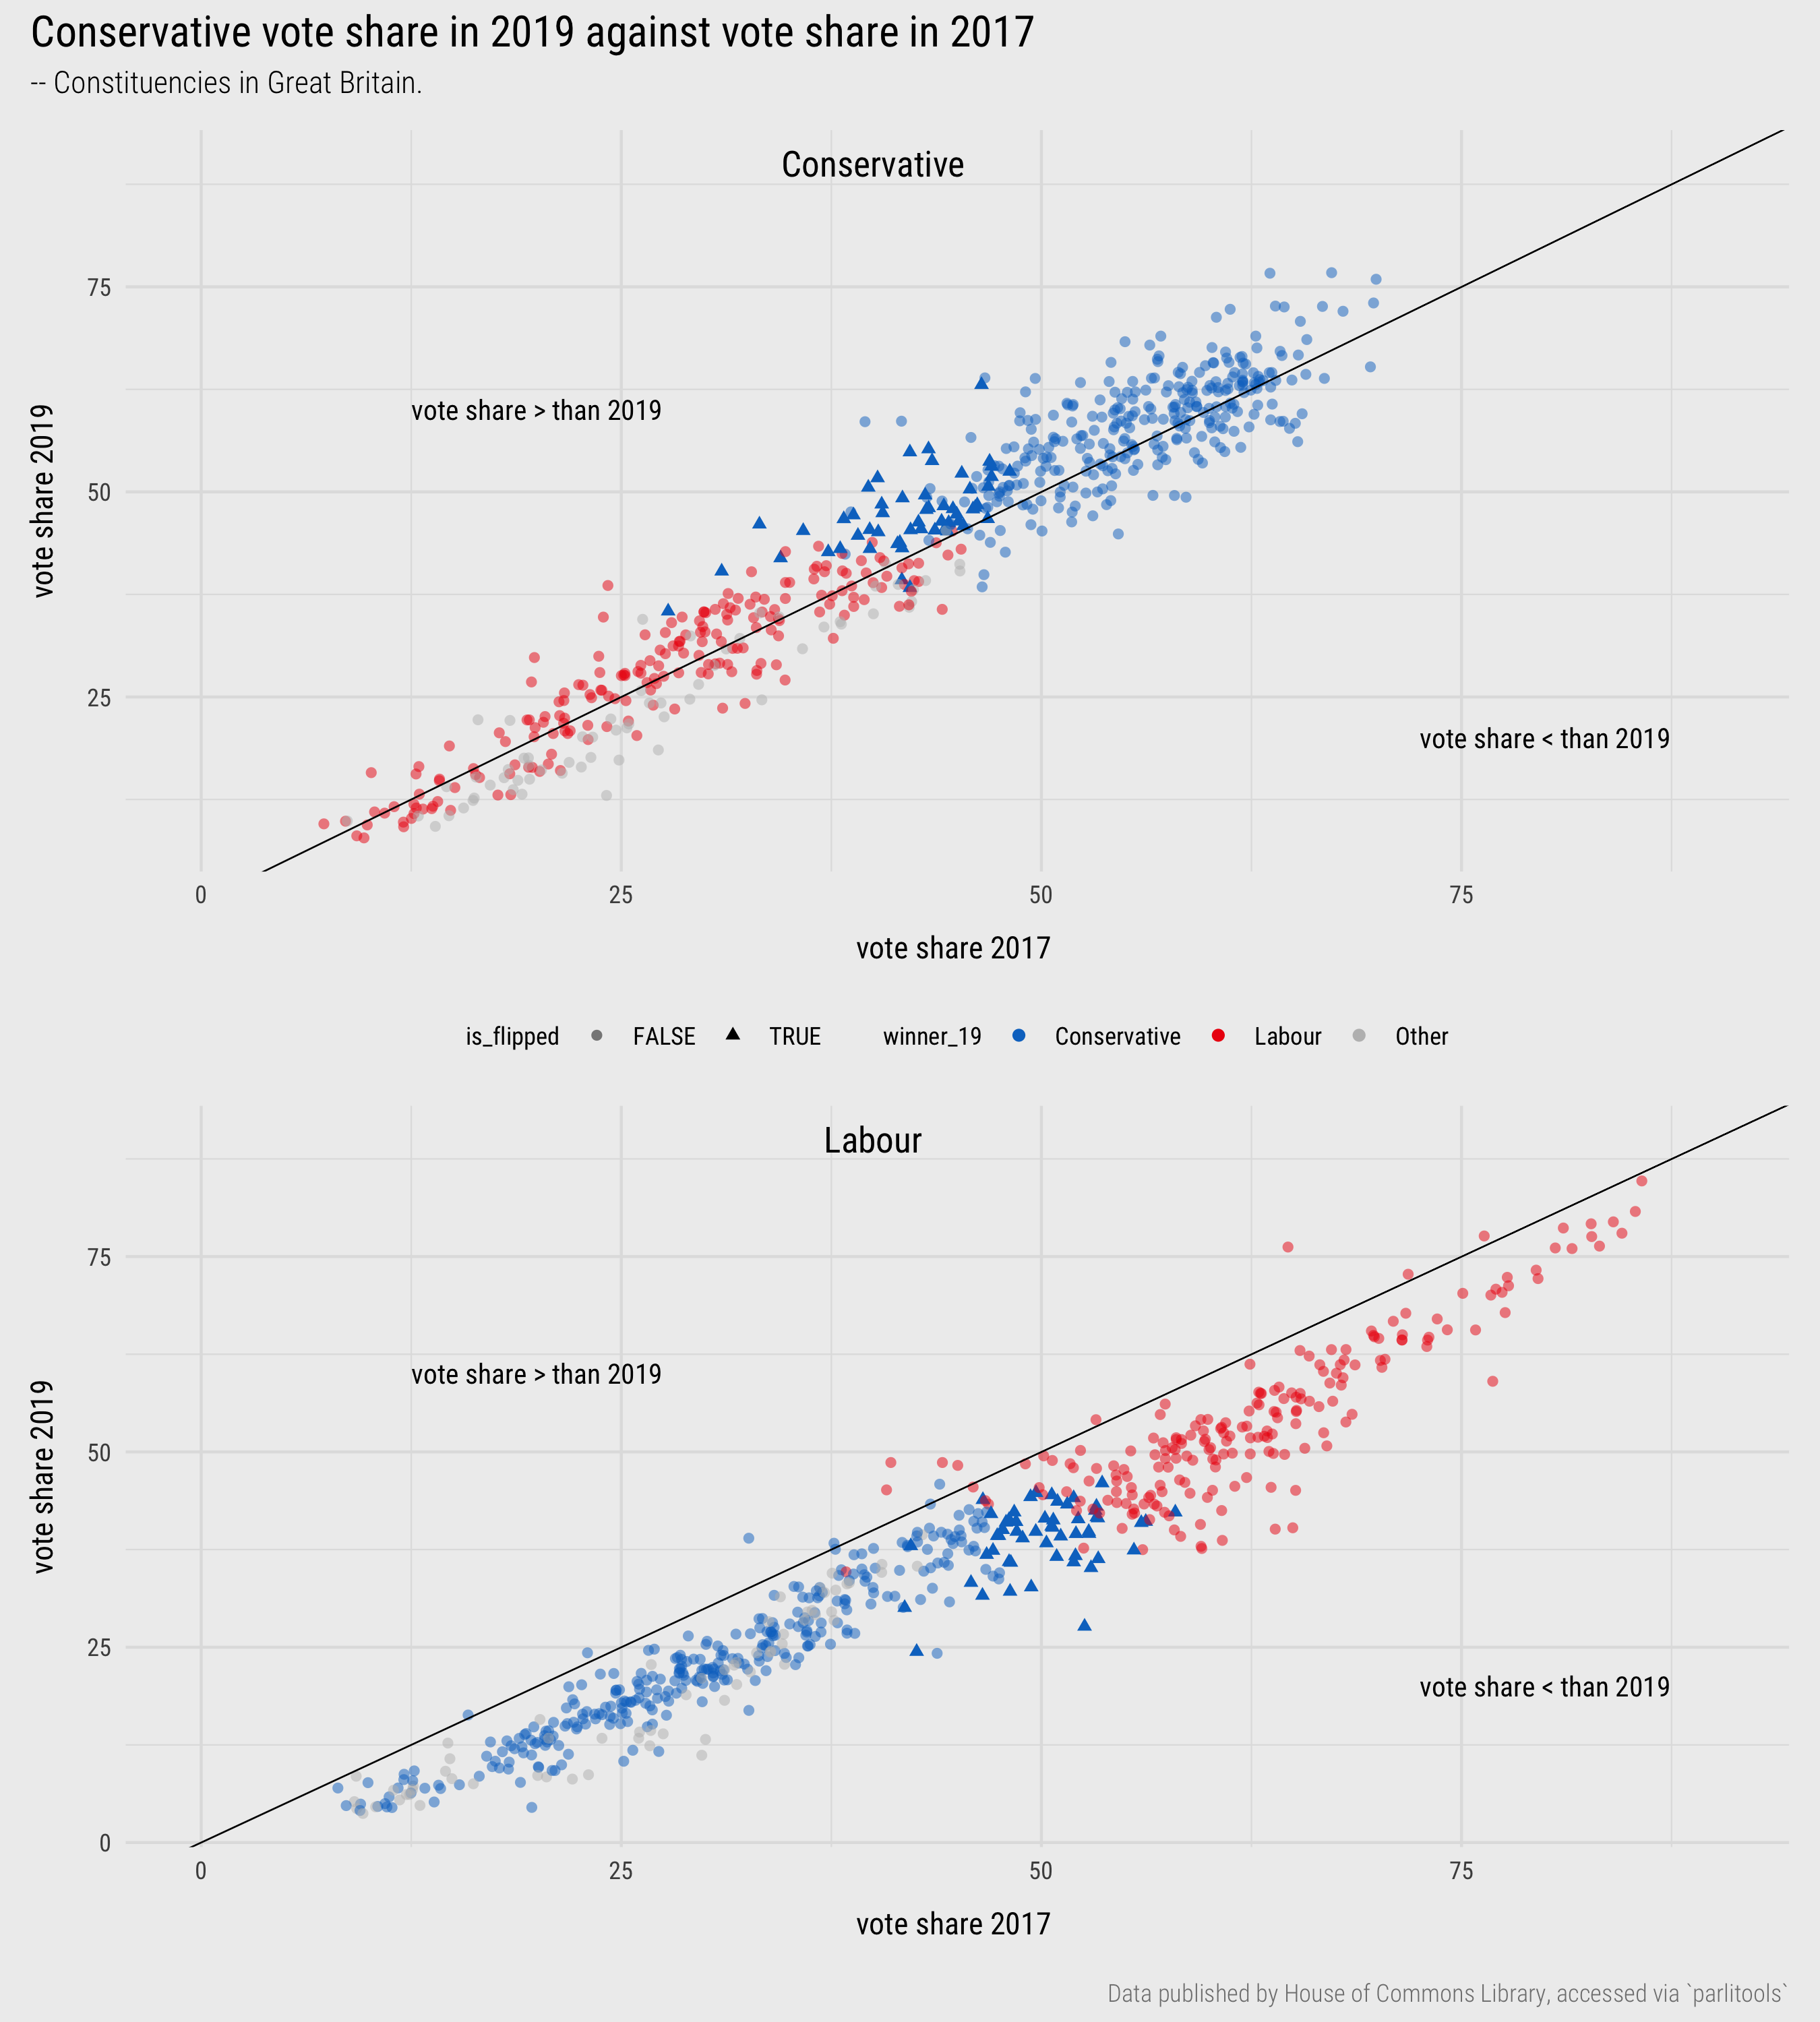 Conservative vote share in 2019 against vote share in 2017
-- Constituencies in Great Britain.
Conservative
75
vote share > than 2019
vote share 2019
50
25
vote share < than 2019
0 25 50 75
vote share 2017
is_flipped FALSE TRUE winner_19 Conservative Labour Other
Labour
75
vote share > than 2019
vote share 2019
50
25
vote share < than 2019
0
0 25 50 75
vote share 2017
Data published by House of Commons Library, accessed via `parlitools`